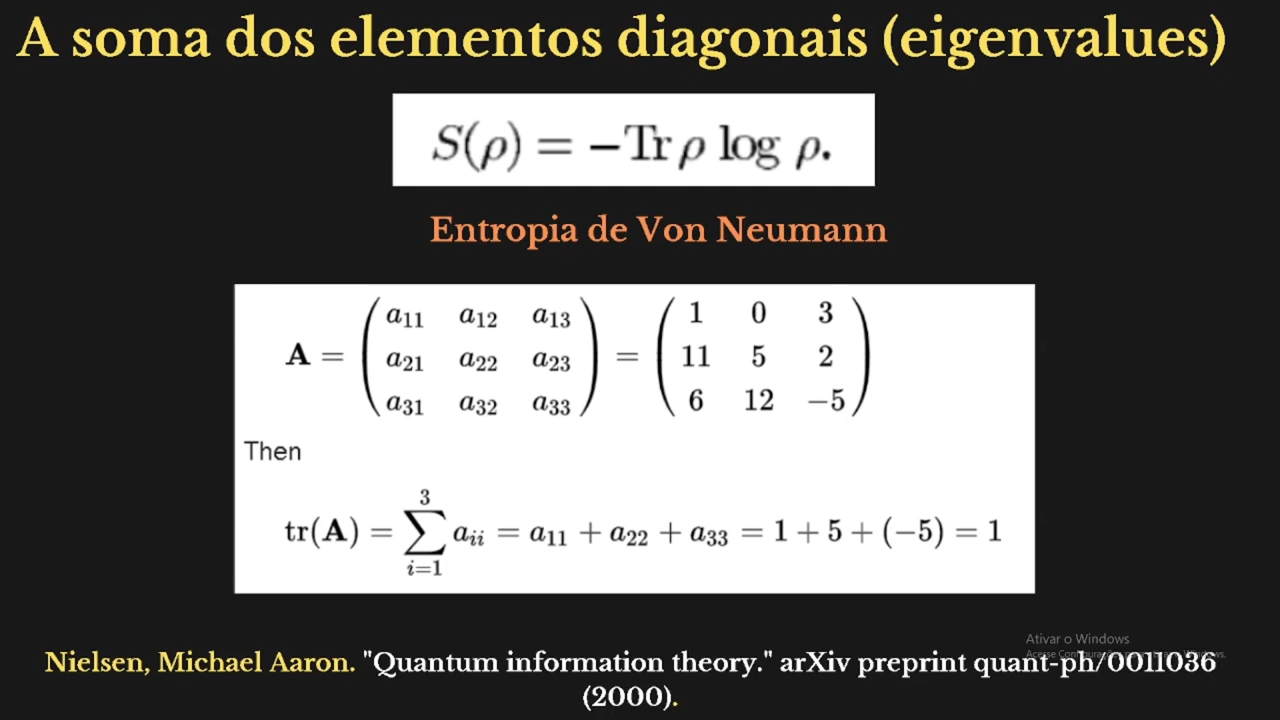 A soma dos elementos diagonais (eigenvalues)
S(ρ) = −Tr ρ log ρ.
Entropia de Von Neumann
A = ( a11 a12 a13 ; a21 a22 a23 ; a31 a32 a33 ) = ( 1 0 3 ; 11 5 2 ; 6 12 −5 )
Then
tr(A) = ∑_{i=1}^{3} a_ii = a11 + a22 + a33 = 1 + 5 + (−5) = 1
Ativar o Windows
Nielsen, Michael Aaron. "Quantum information theory." arXiv preprint quant-ph/0011036
(2000).